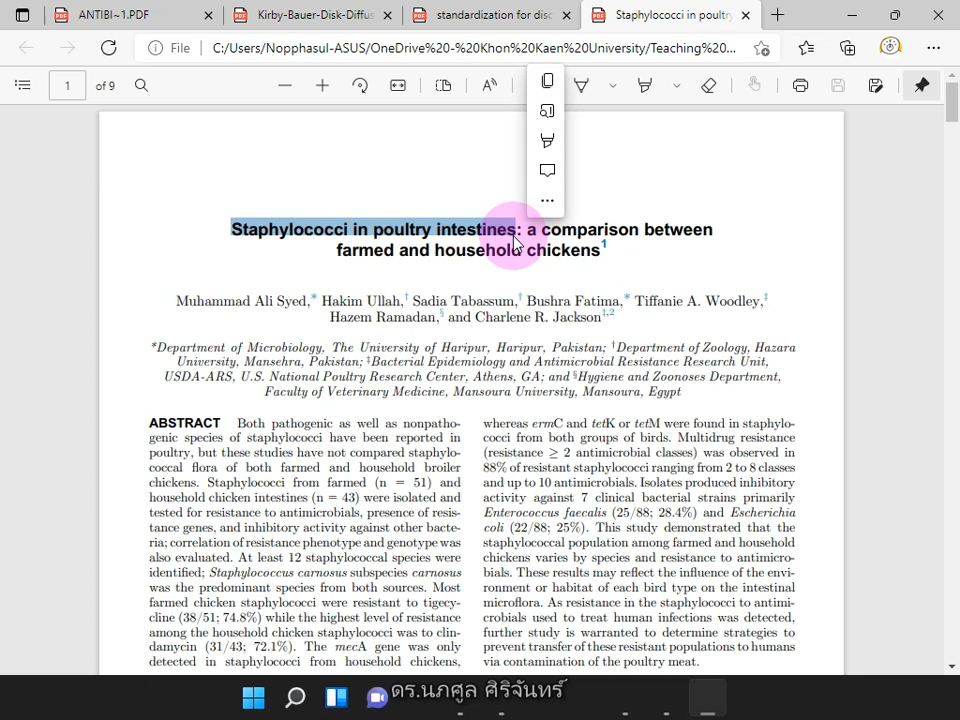 ANTIBI~1.PDF
Kirby-Bauer-Disk-Diffus
standardization for disc
Staphylococci in poultry
File C:/Users/Nopphasul-ASUS/OneDrive%20-%20Khon%20Kaen%20University/Teaching%20...
1 of 9
Staphylococci in poultry intestines: a comparison between
farmed and household chickens1
Muhammad Ali Syed,* Hakim Ullah,† Sadia Tabassum,† Bushra Fatima,* Tiffanie A. Woodley,‡
Hazem Ramadan,§ and Charlene R. Jackson‡,2
*Department of Microbiology, The University of Haripur, Haripur, Pakistan; †Department of Zoology, Hazara
University, Mansehra, Pakistan; ‡Bacterial Epidemiology and Antimicrobial Resistance Research Unit,
USDA-ARS, U.S. National Poultry Research Center, Athens, GA; and §Hygiene and Zoonoses Department,
Faculty of Veterinary Medicine, Mansoura University, Mansoura, Egypt
ABSTRACT Both pathogenic as well as nonpatho-
genic species of staphylococci have been reported in
poultry, but these studies have not compared staphylo-
coccal flora of both farmed and household broiler
chickens. Staphylococci from farmed (n = 51) and
household chicken intestines (n = 43) were isolated and
tested for resistance to antimicrobials, presence of resis-
tance genes, and inhibitory activity against other bacte-
ria; correlation of resistance phenotype and genotype was
also evaluated. At least 12 staphylococcal species were
identified; Staphylococcus carnosus subspecies carnosus
was the predominant species from both sources. Most
farmed chicken staphylococci were resistant to tigecy-
cline (38/51; 74.8%) while the highest level of resistance
among the household chicken staphylococci was to clin-
damycin (31/43; 72.1%). The mecA gene was only
detected in staphylococci from household chickens,
whereas ermC and tetK or tetM were found in staphylo-
cocci from both groups of birds. Multidrug resistance
(resistance ≥ 2 antimicrobial classes) was observed in
88% of resistant staphylococci ranging from 2 to 8 classes
and up to 10 antimicrobials. Isolates produced inhibitory
activity against 7 clinical bacterial strains primarily
Enterococcus faecalis (25/88; 28.4%) and Escherichia
coli (22/88; 25%). This study demonstrated that the
staphylococcal population among farmed and household
chickens varies by species and resistance to antimicro-
bials. These results may reflect the influence of the envi-
ronment or habitat of each bird type on the intestinal
microflora. As resistance in the staphylococci to antimi-
crobials used to treat human infections was detected,
further study is warranted to determine strategies to
prevent transfer of these resistant populations to humans
via contamination of the poultry meat.
ดร.นภศูล ศิริจันทร์